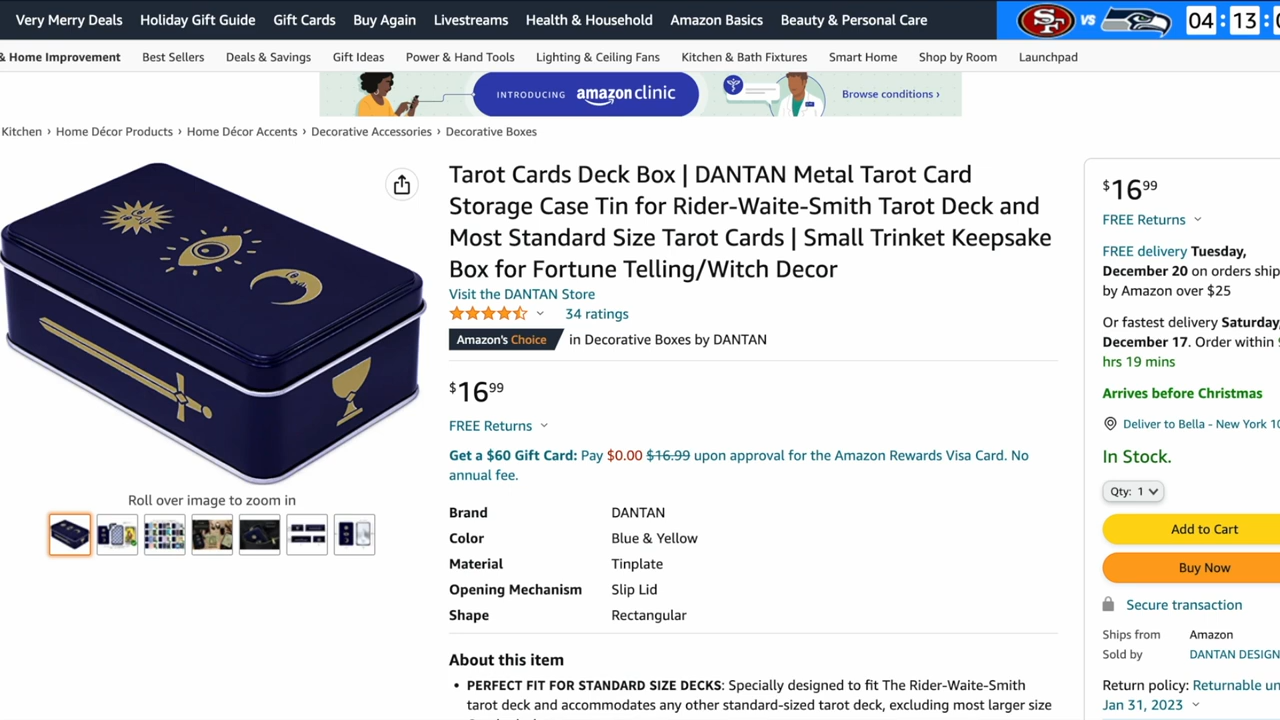 Very Merry Deals Holiday Gift Guide Gift Cards Buy Again Livestreams Health & Household Amazon Basics Beauty & Personal Care
SF VS 04 : 13 :
& Home Improvement Best Sellers Deals & Savings Gift Ideas Power & Hand Tools Lighting & Ceiling Fans Kitchen & Bath Fixtures Smart Home Shop by Room Launchpad
INTRODUCING amazon clinic Browse conditions ›
Kitchen › Home Décor Products › Home Décor Accents › Decorative Accessories › Decorative Boxes
Tarot Cards Deck Box | DANTAN Metal Tarot Card
Storage Case Tin for Rider-Waite-Smith Tarot Deck and
Most Standard Size Tarot Cards | Small Trinket Keepsake
Box for Fortune Telling/Witch Decor
Visit the DANTAN Store
34 ratings
Amazon's Choice in Decorative Boxes by DANTAN
$16.99
FREE Returns
Get a $60 Gift Card: Pay $0.00 $16.99 upon approval for the Amazon Rewards Visa Card. No
annual fee.
Roll over image to zoom in
Brand DANTAN
Color Blue & Yellow
Material Tinplate
Opening Mechanism Slip Lid
Shape Rectangular
About this item
• PERFECT FIT FOR STANDARD SIZE DECKS: Specially designed to fit The Rider-Waite-Smith
tarot deck and accommodates any other standard-sized tarot deck, excluding most larger size
$16.99
FREE Returns
FREE delivery Tuesday,
December 20 on orders ship
by Amazon over $25
Or fastest delivery Saturday,
December 17. Order within
hrs 19 mins
Arrives before Christmas
Deliver to Bella - New York 10
In Stock.
Qty: 1
Add to Cart
Buy Now
Secure transaction
Ships from Amazon
Sold by DANTAN DESIGN
Return policy: Returnable un
Jan 31, 2023